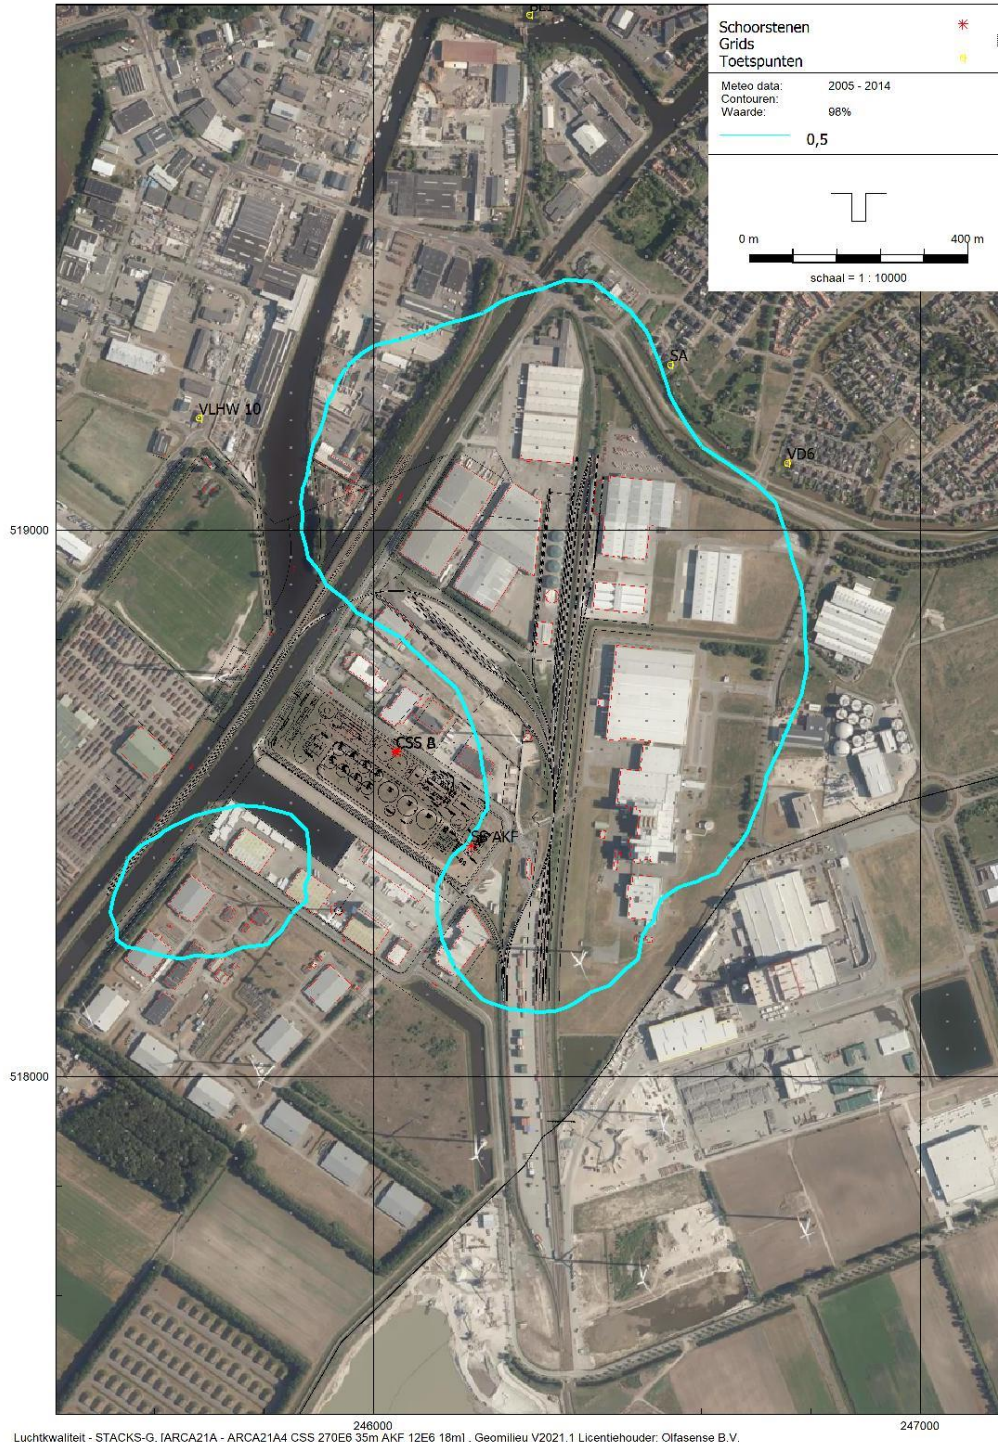 Schoorstenen
Grids
Toetspunten
Meteo data: 2005 - 2014
Contouren:
Waarde: 98%
0,5
0 m 400 m
schaal = 1 : 10000
SA
VLHW 10
VD6
519000
CSS
AKF
518000
246000 247000
Luchtkwaliteit - STACKS-G, [ARCA21A - ARCA21A4 CSS 270E6 35m AKF 12E6 18m] , Geomilieu V2021.1 Licentiehouder: Olfasense B.V.